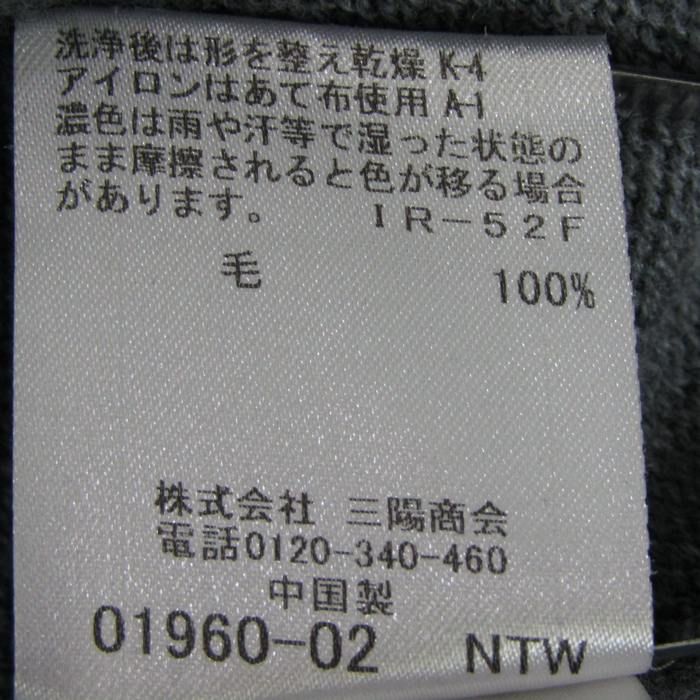 洗浄後は形を整え乾燥 K-4
アイロンはあて布使用 A-1
濃色は雨や汗等で湿った状態の
まま摩擦されると色が移る場合
があります。 IR-52F
毛 100%
株式会社 三陽商会
電話0120-340-460
中国製
01960-02 NTW